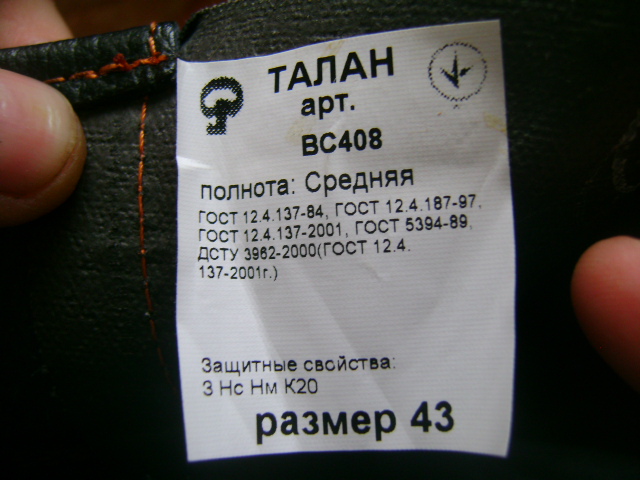 ТАЛАН
арт.
ВС408
полнота: Средняя
ГОСТ 12.4.137-84, ГОСТ 12.4.187-97,
ГОСТ 12.4.137-2001, ГОСТ 5394-89,
ДСТУ 3962-2000(ГОСТ 12.4.
137-2001г.)
Защитные свойства:
З Нс Нм К20
размер 43